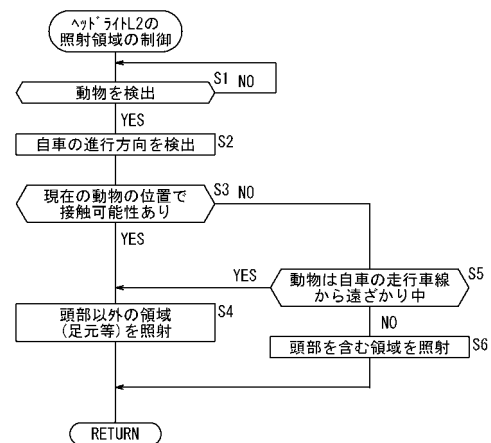 ﾍｯﾄﾞﾗｲﾄL2の
照射領域の制御
S1
NO
動物を検出
YES
自車の進行方向を検出
S2
現在の動物の位置で
接触可能性あり
S3
NO
YES
YES
動物は自車の走行車線
から遠ざかり中
S5
頭部以外の領域
(足元等)を照射
S4
NO
頭部を含む領域を照射
S6
RETURN